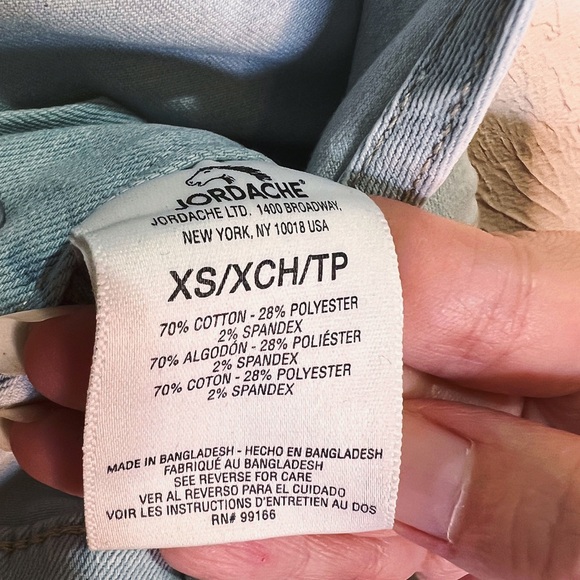 JORDACHE®
JORDACHE LTD. 1400 BROADWAY,
NEW YORK, NY 10018 USA
XS/XCH/TP
70% COTTON - 28% POLYESTER
2% SPANDEX
70% ALGODÓN - 28% POLIÉSTER
2% SPANDEX
70% COTON - 28% POLYESTER
2% SPANDEX
MADE IN BANGLADESH - HECHO EN BANGLADESH
FABRIQUÉ AU BANGLADESH
SEE REVERSE FOR CARE
VER AL REVERSO PARA EL CUIDADO
VOIR LES INSTRUCTIONS D'ENTRETIEN AU DOS
RN# 99166